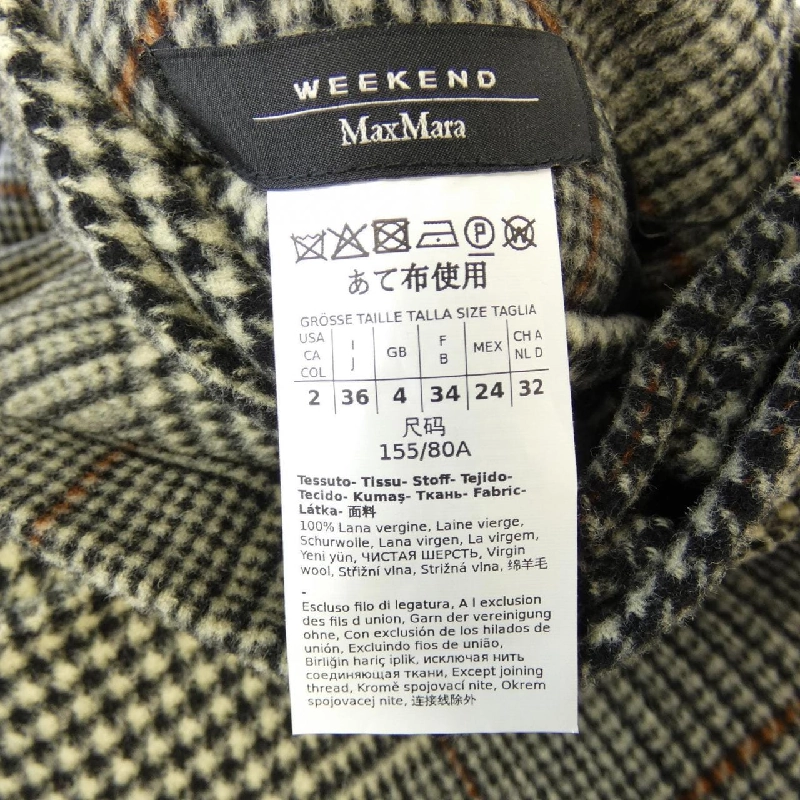 WEEKEND
MaxMara
P W
あて布使用
GRÖSSE TAILLE TALLA SIZE TAGLIA
USA CA COL | I J | GB | F B | MEX | CH A NL D
2 | 36 | 4 | 34 | 24 | 32
尺码
155/80A
Tessuto- Tissu- Stoff- Tejido-
Tecido- Kumaş- Ткань- Fabric-
Látka- 面料
100% Lana vergine, Laine vierge,
Schurwolle, Lana virgen, La virgem,
Yeni yün, ЧИСТАЯ ШЕРСТЬ, Virgin
wool, Střižní vlna, Strižná vlna, 绵羊毛
-
Escluso filo di legatura, A l exclusion
des fils d union, Garn der vereinigung
ohne, Con exclusión de los hilados de
unión, Excluindo fios de união,
Birliğin hariç iplik, исключая нить
соединяющая ткани, Except joining
thread, Kromě spojovací nite, Okrem
spojovacej nite, 连接线除外